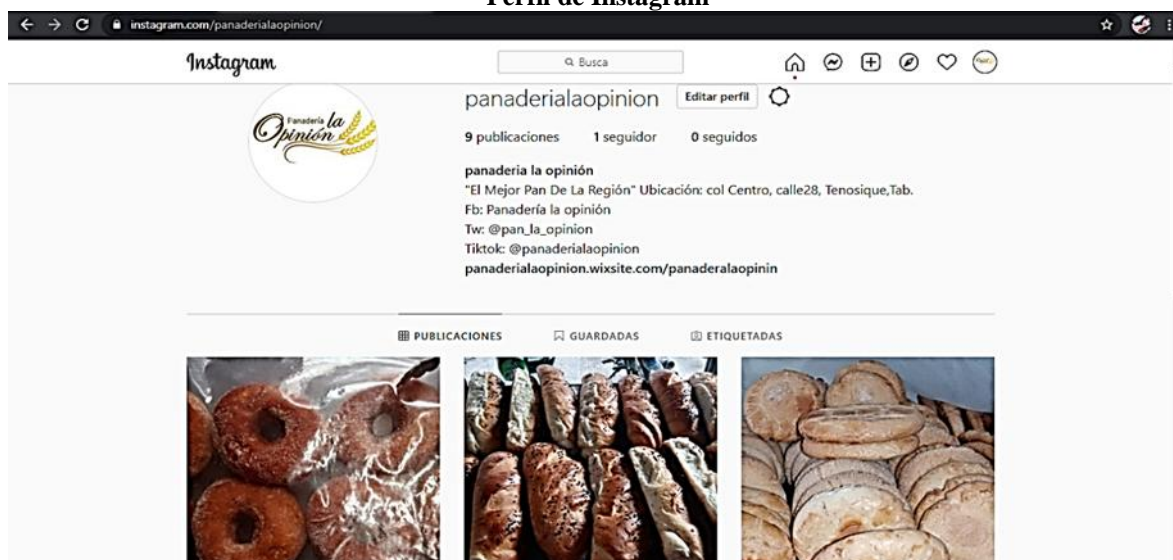 Perfil de Instagram
instagram.com/panaderialaopinion/
Instagram
Busca
Panadería la
Opinión
panaderialaopinion Editar perfil
9 publicaciones 1 seguidor 0 seguidos
panaderia la opinión
"El Mejor Pan De La Región" Ubicación: col Centro, calle28, Tenosique,Tab.
Fb: Panadería la opinión
Tw: @pan_la_opinion
Tiktok: @panaderialaopinion
panaderialaopinion.wixsite.com/panaderalaopinin
PUBLICACIONES GUARDADAS ETIQUETADAS